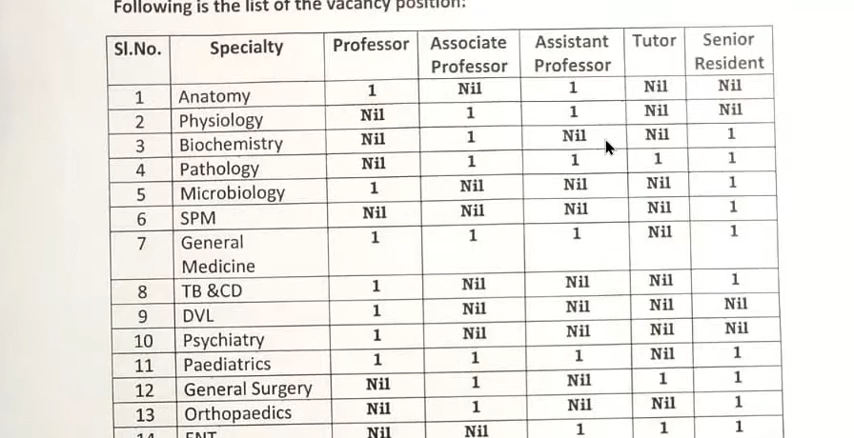 Following is the list of the vacancy position:
Sl.No. Specialty Professor Associate Professor Assistant Professor Tutor Senior Resident
1 Anatomy 1 Nil 1 Nil Nil
2 Physiology Nil 1 1 Nil Nil
3 Biochemistry Nil 1 Nil Nil 1
4 Pathology Nil 1 1 1 1
5 Microbiology 1 Nil Nil Nil 1
6 SPM Nil Nil Nil Nil 1
7 General Medicine 1 1 1 Nil 1
8 TB &CD 1 Nil Nil Nil 1
9 DVL 1 Nil Nil Nil Nil
10 Psychiatry 1 Nil Nil Nil Nil
11 Paediatrics 1 1 1 Nil 1
12 General Surgery Nil 1 Nil 1 1
13 Orthopaedics Nil 1 Nil Nil 1
14 ENT Nil Nil 1 1 1